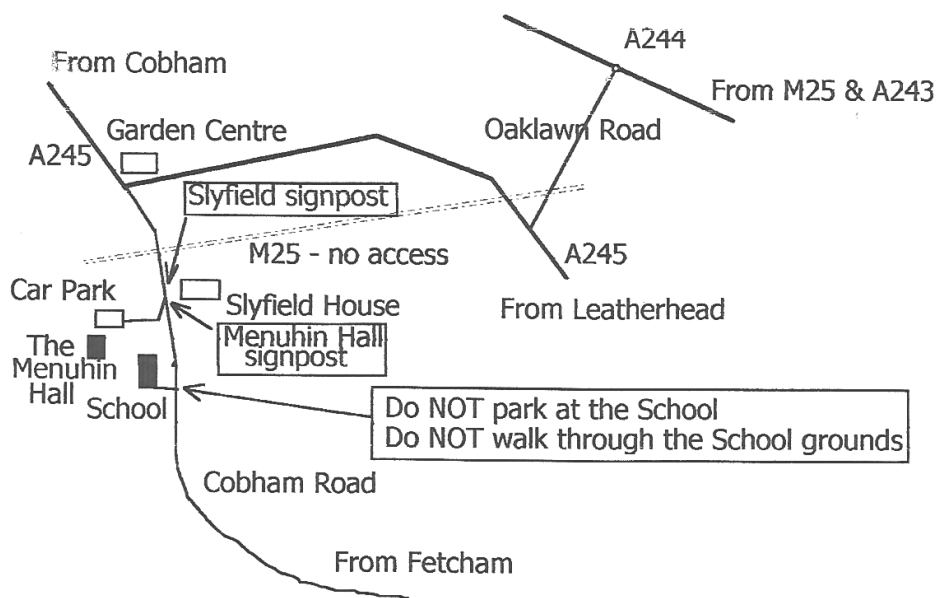 A244
From Cobham
From M25 & A243
Garden Centre
Oaklawn Road
A245
Slyfield signpost
M25 - no access
A245
Car Park
Slyfield House
From Leatherhead
Menuhin Hall
signpost
The
Menuhin
Hall
School
Do NOT park at the School
Do NOT walk through the School grounds
Cobham Road
From Fetcham